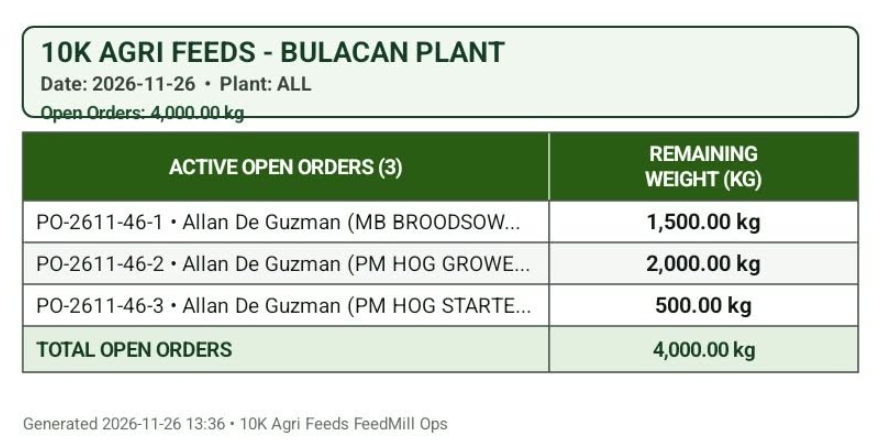 10K AGRI FEEDS - BULACAN PLANT
Date: 2026-11-26 • Plant: ALL
Open Orders: 4,000.00 kg
ACTIVE OPEN ORDERS (3)
REMAINING
WEIGHT (KG)
PO-2611-46-1 • Allan De Guzman (MB BROODSOW... 1,500.00 kg
PO-2611-46-2 • Allan De Guzman (PM HOG GROWE... 2,000.00 kg
PO-2611-46-3 • Allan De Guzman (PM HOG STARTE... 500.00 kg
TOTAL OPEN ORDERS 4,000.00 kg
Generated 2026-11-26 13:36 • 10K Agri Feeds FeedMill Ops